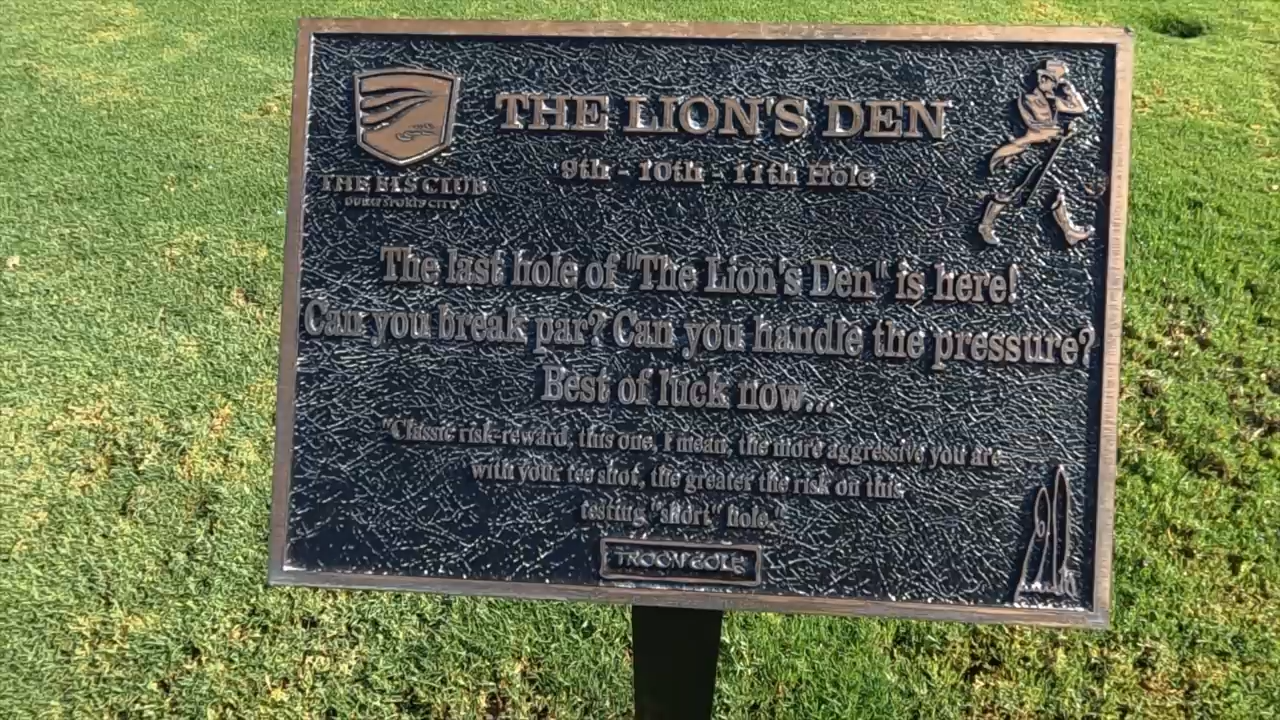 THE LION'S DEN
9th - 10th - 11th Hole
THE ELS CLUB
DUBAI SPORTS CITY
The last hole of "The Lion's Den" is here!
Can you break par? Can you handle the pressure?
Best of luck now...
"Classic risk-reward, this one, I mean, the more aggressive you are
with your tee shot, the greater the risk on this
testing "short" hole."
TROON GOLF